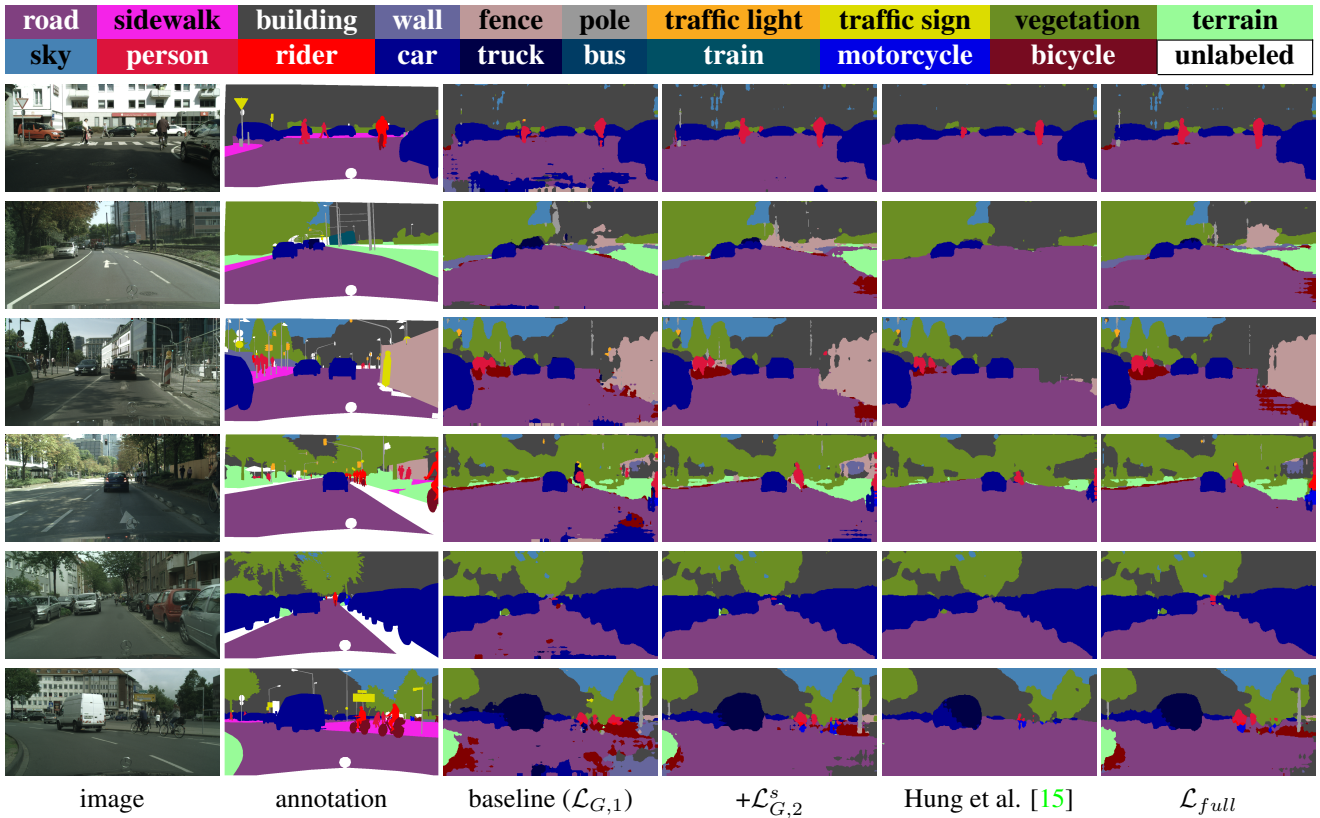 road sidewalk building wall fence pole traffic light traffic sign vegetation terrain
sky person rider car truck bus train motorcycle bicycle unlabeled
image annotation baseline (ℒ_{G,1}) +ℒ^s_{G,2} Hung et al. [15] ℒ_{full}